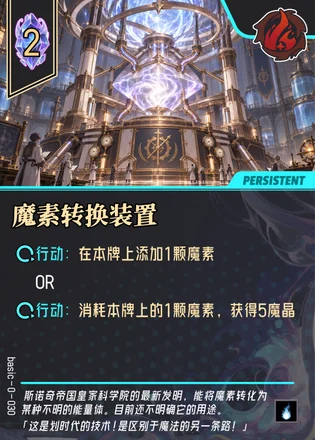 2
PERSISTENT
魔素转换装置
行动：在本牌上添加1颗魔素
OR
行动：消耗本牌上的1颗魔素，获得5魔晶
斯诺奇帝国皇家科学院的最新发明，能将魔素转化为
某种不明的能量体。目前还不明确它的用途。
「这是划时代的技术！是区别于魔法的另一条路！」
basic-0-030